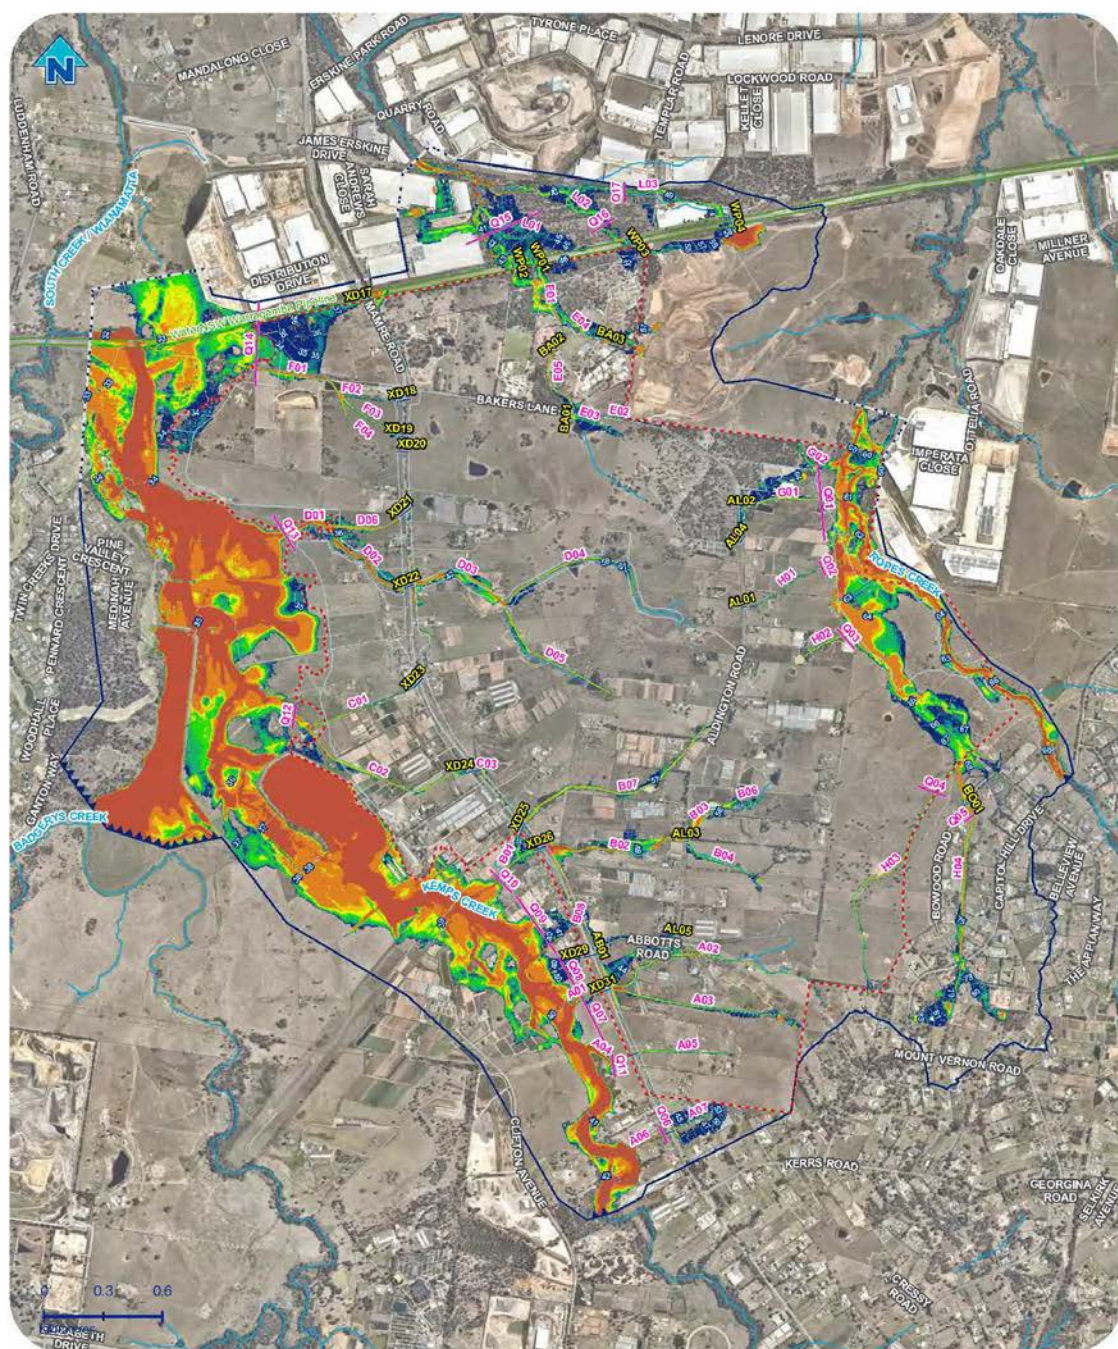 N
TYRONE PLACE
LENORE DRIVE
MANDALONG CLOSE
ERSKINE PARK ROAD
LOCKWOOD ROAD
TEMPLAR ROAD
KELLET CLOSE
QUARRY ROAD
LUDDENHAM ROAD
JAMES ERSKINE DRIVE
SARAH ANDREWS CLOSE
SOUTH CREEK / WIANAMATTA
Q17
L03
L02
Q16
Q15
L01
WP04
WP03
WP01
WP02
OAKDALE CLOSE
MILLNER AVENUE
DISTRIBUTION DRIVE
XD17
MAMRE ROAD
WaterNSW Warragamba Pipeline
E01
E04
BA03
BA02
E05
Q14
F01
F02
XD18
F03
F04
XD19
XD20
BAKERS LANE
BA01
E03
E02
OTTELIA ROAD
IMPERATA CLOSE
G02
G01
Q01
AL02
AL04
XD21
D01
D06
Q13
D02
D03
D04
XD22
Q02
ROPES CREEK
H01
AL01
H02
Q03
PINE VALLEY CRESCENT
TWIN CREEKS DRIVE
MEDINAH AVENUE
PENNARD CRESCENT
WOODHALL PLACE
CANTON WAY
D05
XD23
C01
Q12
ALDINGTON ROAD
C02
XD24
C03
B07
B06
B03
XD25
XD26
B01
B02
AL03
B04
BADGERYS CREEK
Q04
BO01
Q05
H03
H04
BOWOOD ROAD
CAPITOL HILL DRIVE
BELLEVIEW AVENUE
THE APPIAN WAY
KEMPS CREEK
Q10
Q09
B08
AB01
AL05
ABBOTTS ROAD
A02
XD29
Q08
A01
XD31
A03
Q07
A04
Q11
A05
MOUNT VERNON ROAD
Q06
A07
A06
CLIFTON AVENUE
KERRS ROAD
GEORGINA ROAD
SELKIRK AVENUE
CRESSY ROAD
0
0.3
0.6
ELIZABETH DRIVE